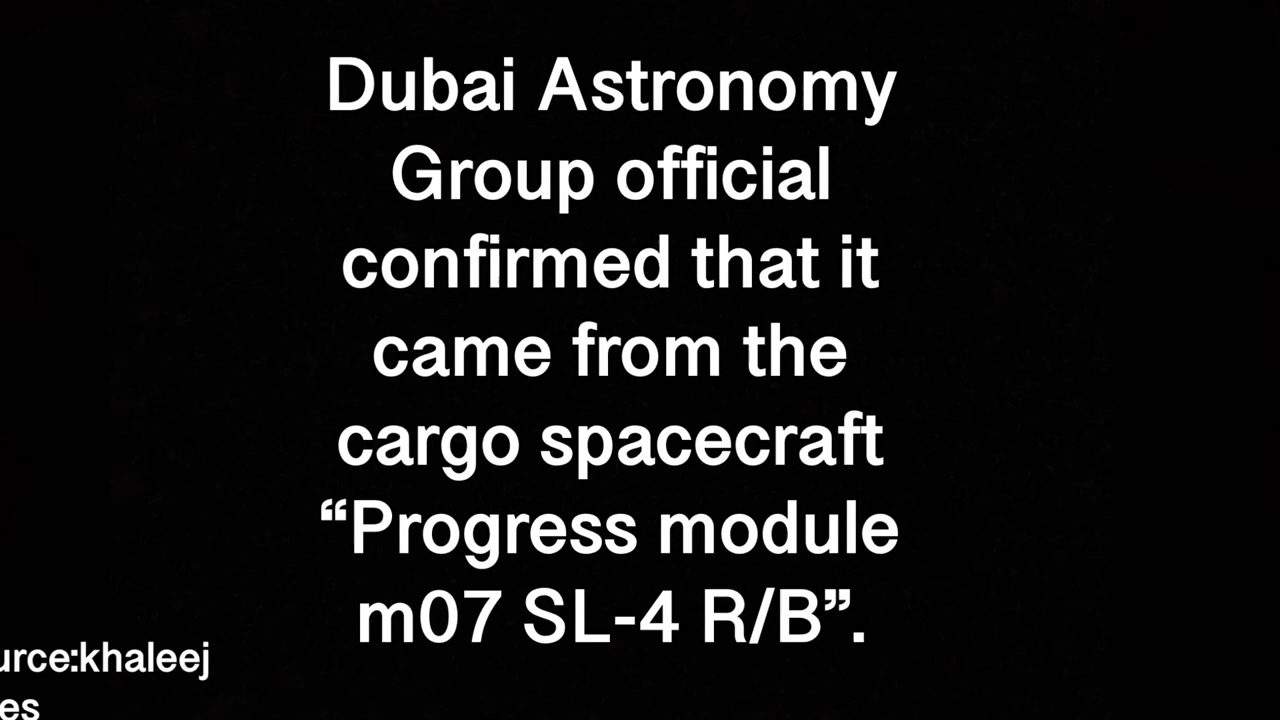 Dubai Astronomy
Group official
confirmed that it
came from the
cargo spacecraft
“Progress module
m07 SL-4 R/B”.
urce:khaleej
es